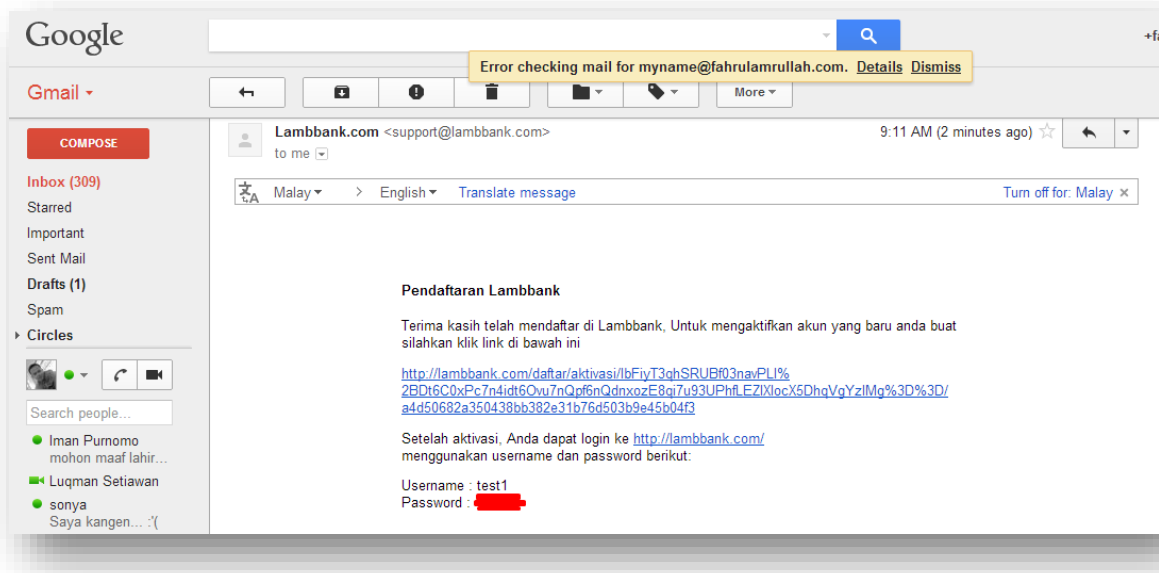 Google
+fa
Error checking mail for myname@fahrulamrullah.com. Details Dismiss
Gmail
More
COMPOSE
Lambbank.com <support@lambbank.com>
9:11 AM (2 minutes ago)
to me
Inbox (309)
Malay > English Translate message
Turn off for: Malay ×
Starred
Important
Sent Mail
Drafts (1)
Spam
Circles
Search people...
Iman Purnomo
mohon maaf lahir...
Luqman Setiawan
sonya
Saya kangen... :'(
Pendaftaran Lambbank
Terima kasih telah mendaftar di Lambbank, Untuk mengaktifkan akun yang baru anda buat
silahkan klik link di bawah ini
http://lambbank.com/daftar/aktivasi/lbFiyT3qhSRUBf03navPLI%
2BDt6C0xPc7n4idt6Ovu7nQpf6nQdnxozE8qi7u93UPhfLEZIXlocX5DhqVgYzlMg%3D%3D/
a4d50682a350438bb382e31b76d503b9e45b04f3
Setelah aktivasi, Anda dapat login ke http://lambbank.com/
menggunakan username dan password berikut:
Username : test1
Password :